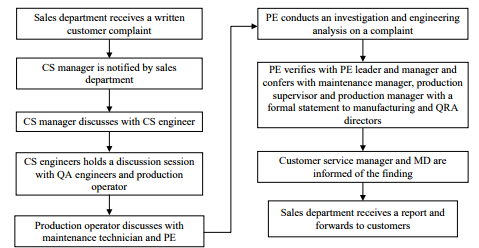 Sales department receives a written
customer complaint
CS manager is notified by sales
department
CS manager discusses with CS engineer
CS engineers holds a discussion session
with QA engineers and production
operator
Production operator discusses with
maintenance technician and PE
PE conducts an investigation and engineering
analysis on a complaint
PE verifies with PE leader and manager and
confers with maintenance manager, production
supervisor and production manager with a
formal statement to manufacturing and QRA
directors
Customer service manager and MD are
informed of the finding
Sales department receives a report and
forwards to customers